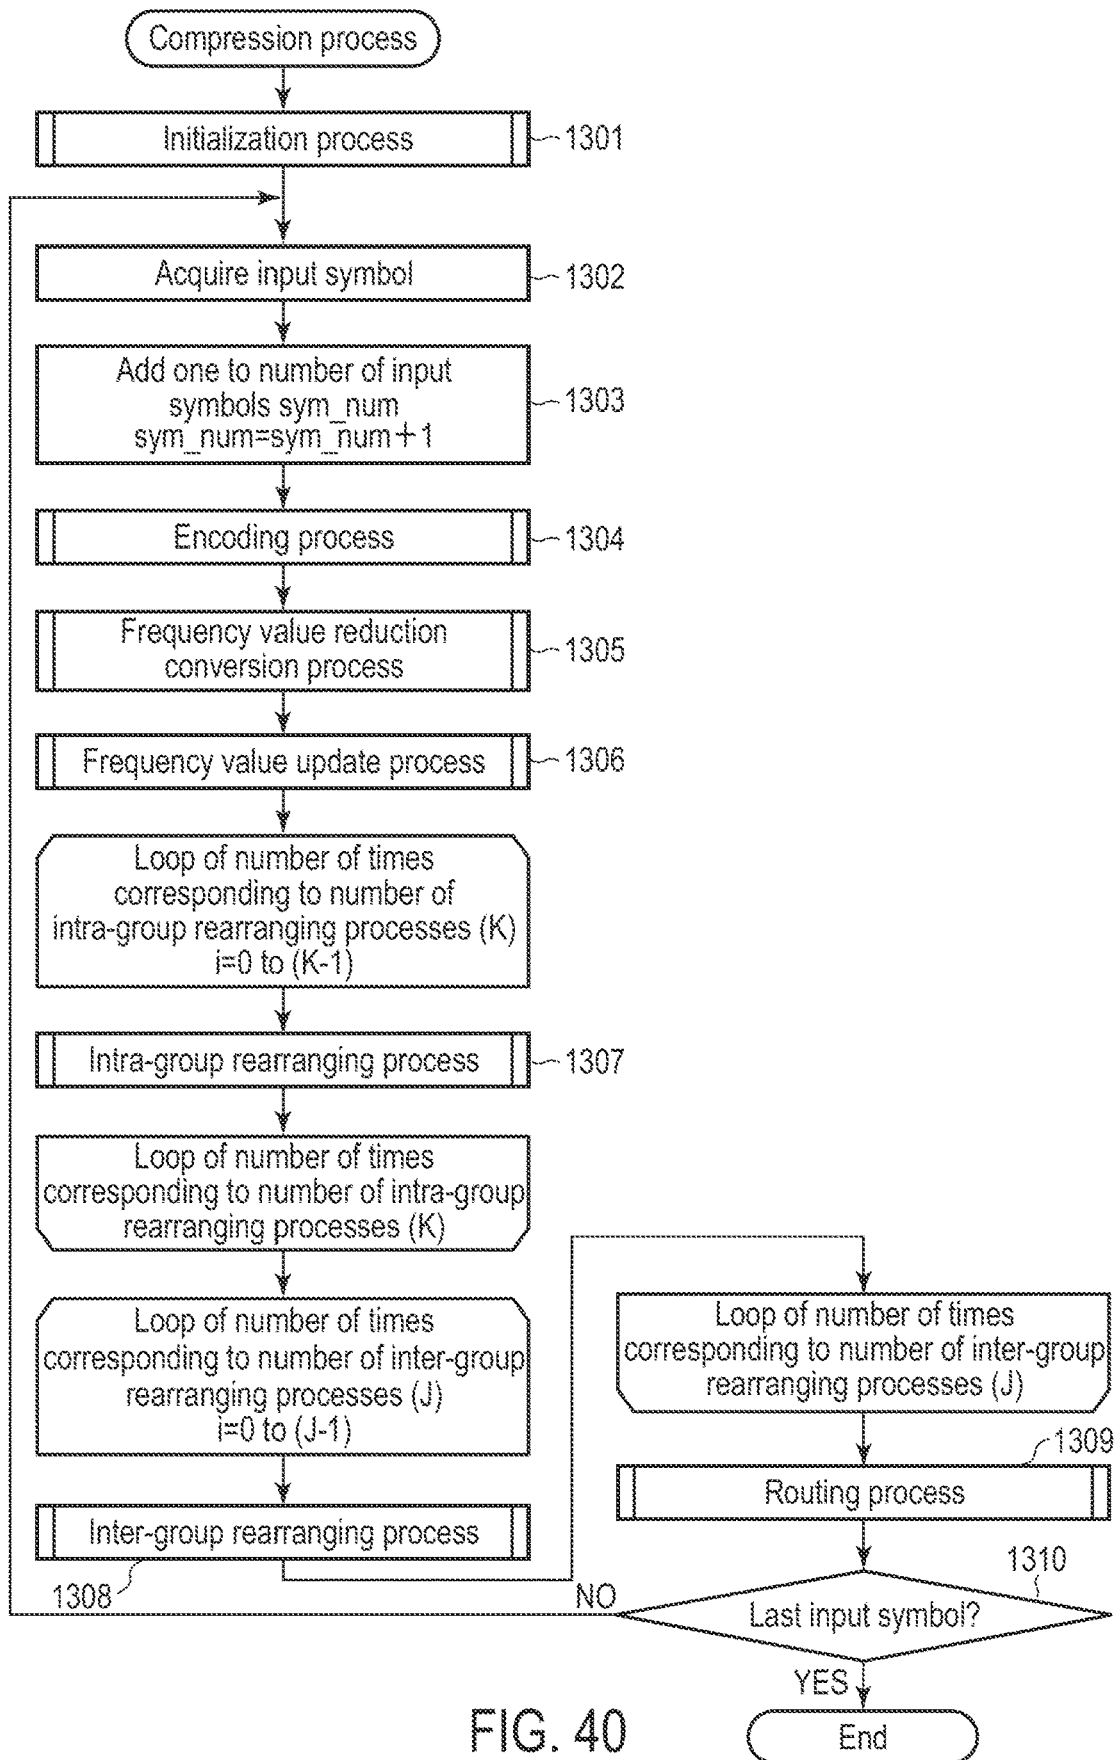 Compression process
Initialization process
1301
Acquire input symbol
1302
Add one to number of input
symbols sym_num
sym_num=sym_num+1
1303
Encoding process
1304
Frequency value reduction
conversion process
1305
Frequency value update process
1306
Loop of number of times
corresponding to number of
intra-group rearranging processes (K)
i=0 to (K-1)
Intra-group rearranging process
1307
Loop of number of times
corresponding to number of intra-group
rearranging processes (K)
Loop of number of times
corresponding to number of inter-group
rearranging processes (J)
i=0 to (J-1)
Inter-group rearranging process
1308
Loop of number of times
corresponding to number of inter-group
rearranging processes (J)
1309
Routing process
1310
Last input symbol?
NO
YES
End
FIG. 40